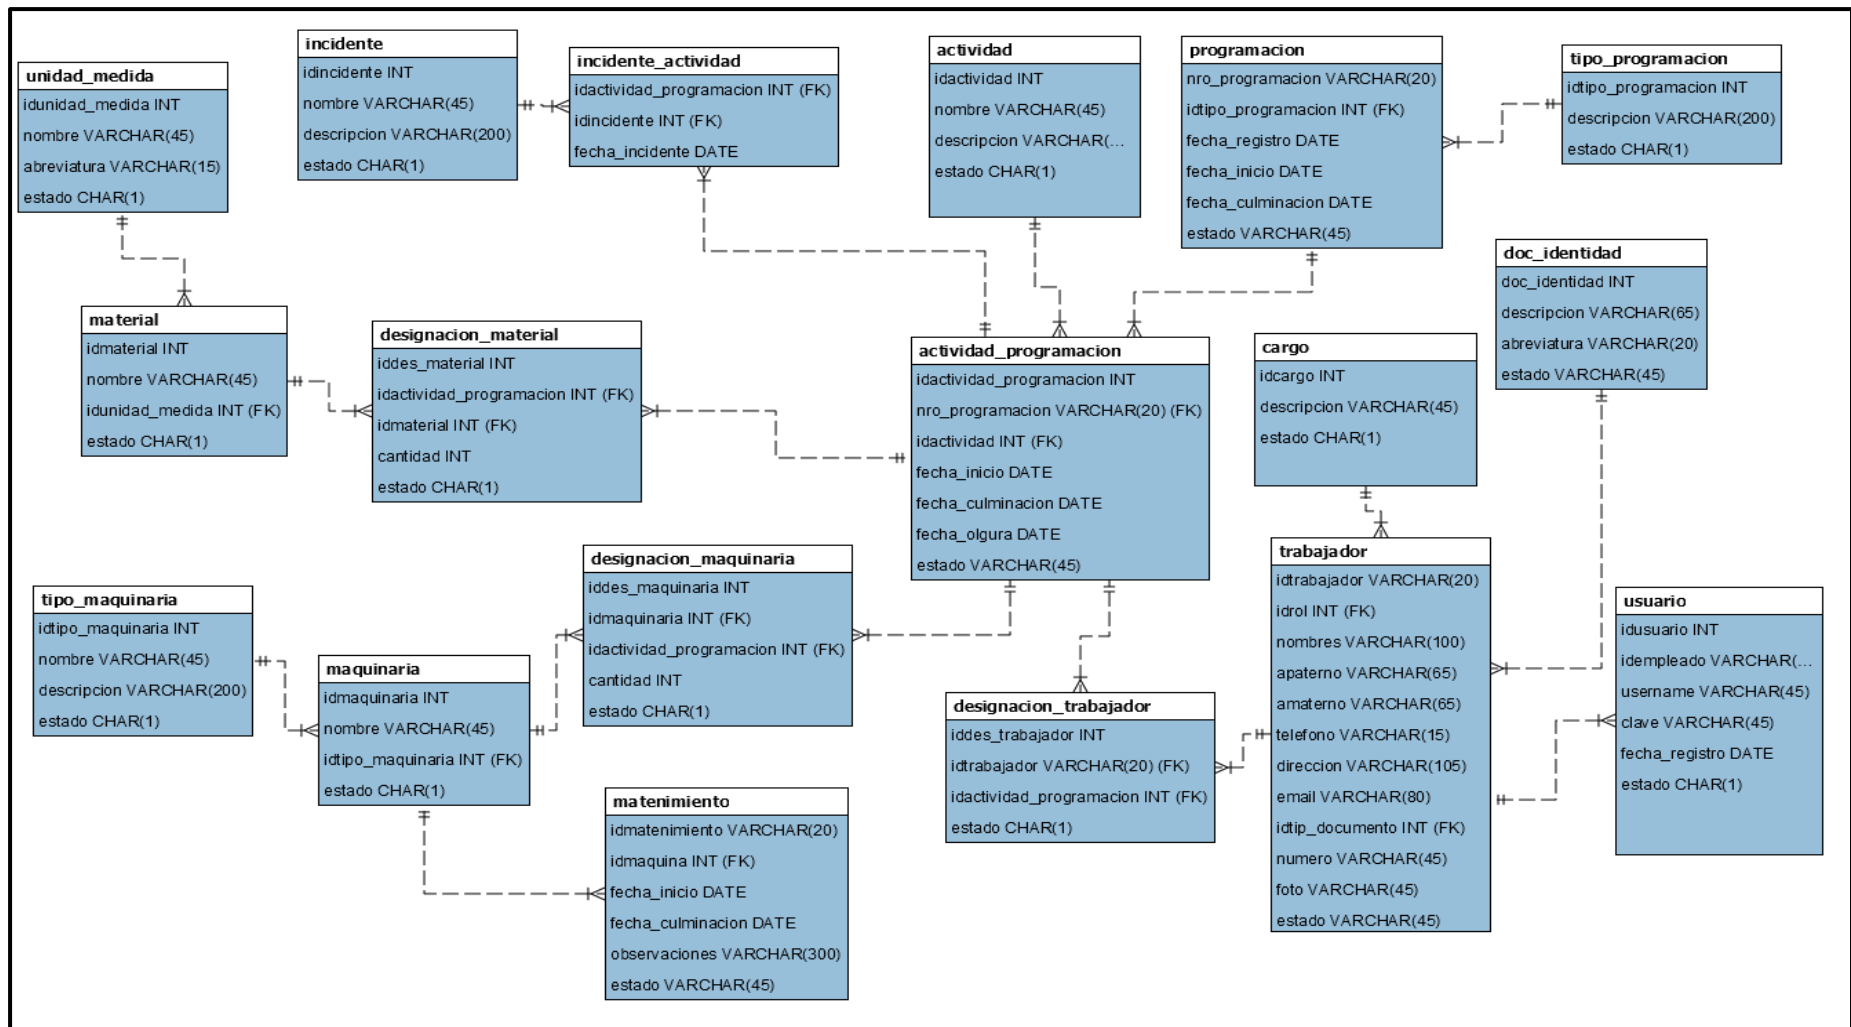 unidad_medida
idunidad_medida INT
nombre VARCHAR(45)
abreviatura VARCHAR(15)
estado CHAR(1)
incidente
idincidente INT
nombre VARCHAR(45)
descripcion VARCHAR(200)
estado CHAR(1)
incidente_actividad
idactividad_programacion INT (FK)
idincidente INT (FK)
fecha_incidente DATE
actividad
idactividad INT
nombre VARCHAR(45)
descripcion VARCHAR(...
estado CHAR(1)
programacion
nro_programacion VARCHAR(20)
idtipo_programacion INT (FK)
fecha_registro DATE
fecha_inicio DATE
fecha_culminacion DATE
estado VARCHAR(45)
tipo_programacion
idtipo_programacion INT
descripcion VARCHAR(200)
estado CHAR(1)
doc_identidad
doc_identidad INT
descripcion VARCHAR(65)
abreviatura VARCHAR(20)
estado VARCHAR(45)
material
idmaterial INT
nombre VARCHAR(45)
idunidad_medida INT (FK)
estado CHAR(1)
designacion_material
iddes_material INT
idactividad_programacion INT (FK)
idmaterial INT (FK)
cantidad INT
estado CHAR(1)
actividad_programacion
idactividad_programacion INT
nro_programacion VARCHAR(20) (FK)
idactividad INT (FK)
fecha_inicio DATE
fecha_culminacion DATE
fecha_olgura DATE
estado VARCHAR(45)
cargo
idcargo INT
descripcion VARCHAR(45)
estado CHAR(1)
tipo_maquinaria
idtipo_maquinaria INT
nombre VARCHAR(45)
descripcion VARCHAR(200)
estado CHAR(1)
maquinaria
idmaquinaria INT
nombre VARCHAR(45)
idtipo_maquinaria INT (FK)
estado CHAR(1)
designacion_maquinaria
iddes_maquinaria INT
idmaquinaria INT (FK)
idactividad_programacion INT (FK)
cantidad INT
estado CHAR(1)
matenimiento
idmatenimiento VARCHAR(20)
idmaquina INT (FK)
fecha_inicio DATE
fecha_culminacion DATE
observaciones VARCHAR(300)
estado VARCHAR(45)
designacion_trabajador
iddes_trabajador INT
idtrabajador VARCHAR(20) (FK)
idactividad_programacion INT (FK)
estado CHAR(1)
trabajador
idtrabajador VARCHAR(20)
idrol INT (FK)
nombres VARCHAR(100)
apaterno VARCHAR(65)
amaterno VARCHAR(65)
telefono VARCHAR(15)
direccion VARCHAR(105)
email VARCHAR(80)
idtip_documento INT (FK)
numero VARCHAR(45)
foto VARCHAR(45)
estado VARCHAR(45)
usuario
idusuario INT
idempleado VARCHAR(...
username VARCHAR(45)
clave VARCHAR(45)
fecha_registro DATE
estado CHAR(1)